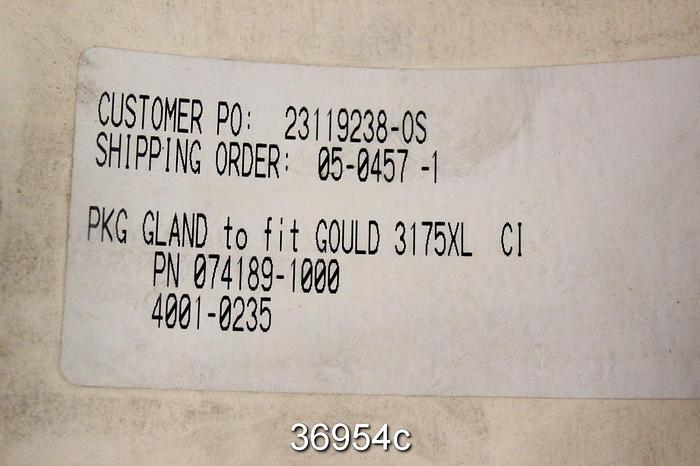 CUSTOMER PO: 23119238-OS
SHIPPING ORDER: 05-0457 -1
PKG GLAND to fit GOULD 3175XL CI
PN 074189-1000
4001-0235
36954c